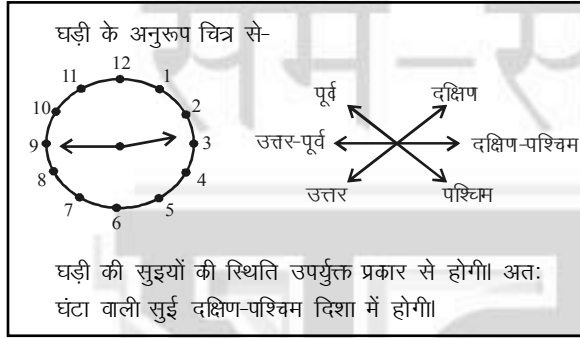 घड़ी के अनुरूप चित्र से-
12
11 1
10 2
9 3
8 4
7 5
6
पूर्व दक्षिण
उत्तर-पूर्व दक्षिण-पश्चिम
उत्तर पश्चिम
घड़ी की सुइयों की स्थिति उपर्युक्त प्रकार से होगी। अतः
घंटा वाली सुई दक्षिण-पश्चिम दिशा में होगी।